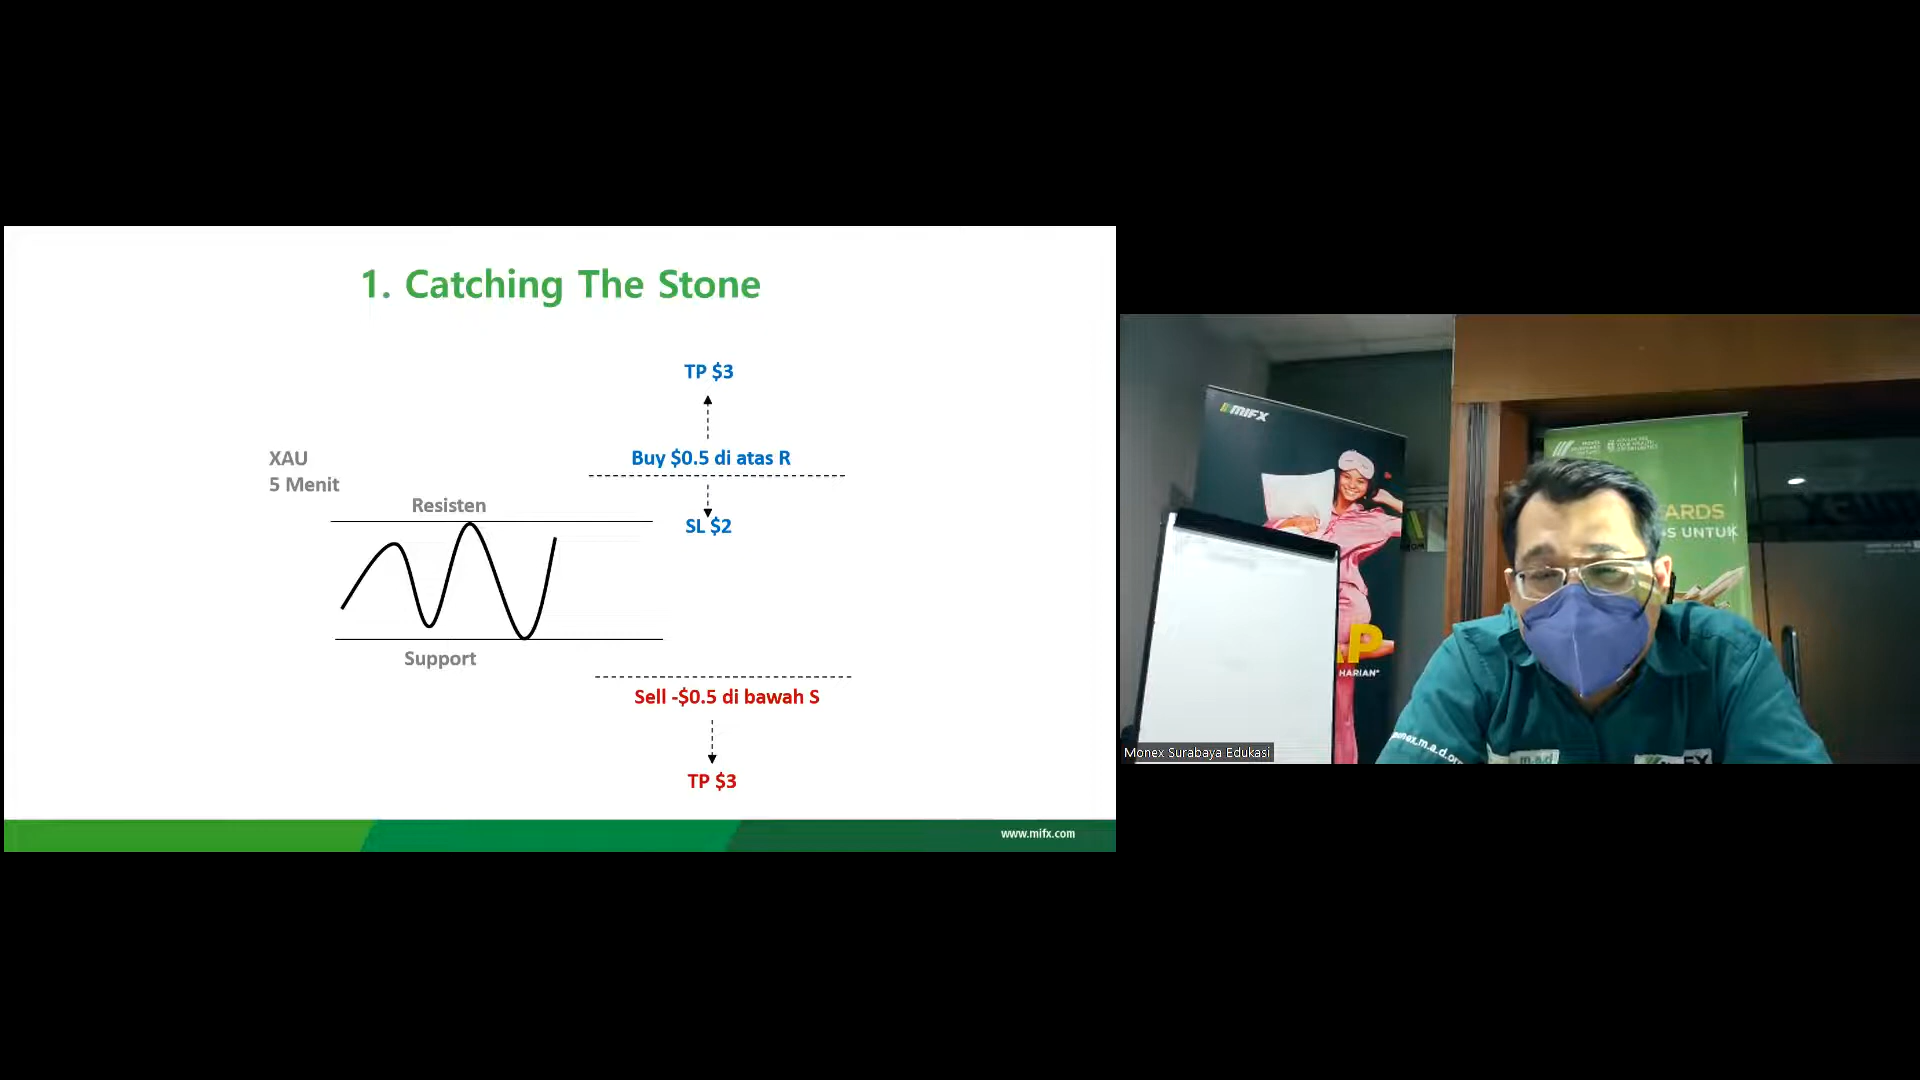 1. Catching The Stone
TP $3
Buy $0.5 di atas R
XAU
5 Menit
Resisten
SL $2
Support
Sell -$0.5 di bawah S
TP $3
www.mifx.com
MIFX
ARDS
S UNTUK
AP
HARIAN*
Monex Surabaya Edukasi
m.a.d